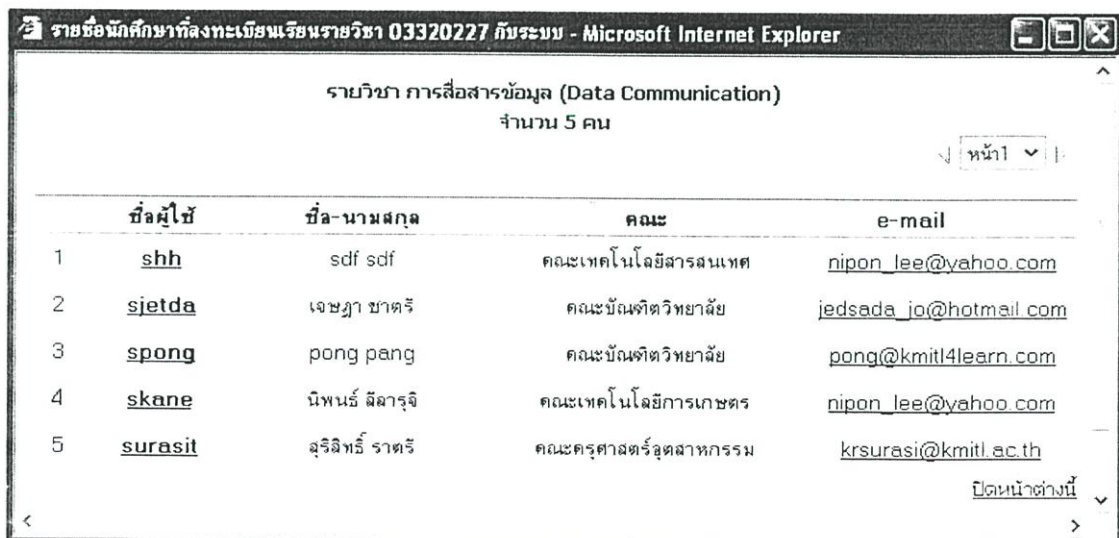 รายชื่อนักศึกษาที่ลงทะเบียนเรียนรายวิชา 03320227 กับระบบ - Microsoft Internet Explorer
รายวิชา การสื่อสารข้อมูล (Data Communication)
จำนวน 5 คน
หน้า1
ชื่อผู้ใช้ ชื่อ-นามสกุล คณะ e-mail
1 shh sdf sdf คณะเทคโนโลยีสารสนเทศ nipon_lee@yahoo.com
2 sjetda เจษฎา ชาตรี คณะบัณฑิตวิทยาลัย jedsada_jo@hotmail.com
3 spong pong pang คณะบัณฑิตวิทยาลัย pong@kmitl4learn.com
4 skane นิพนธ์ ลีลารุจิ คณะเทคโนโลยีการเกษตร nipon_lee@yahoo.com
5 surasit สุริสิทธิ์ ราตรี คณะครุศาสตร์อุตสาหกรรม krsurasi@kmitl.ac.th
ปิดหน้าต่างนี้